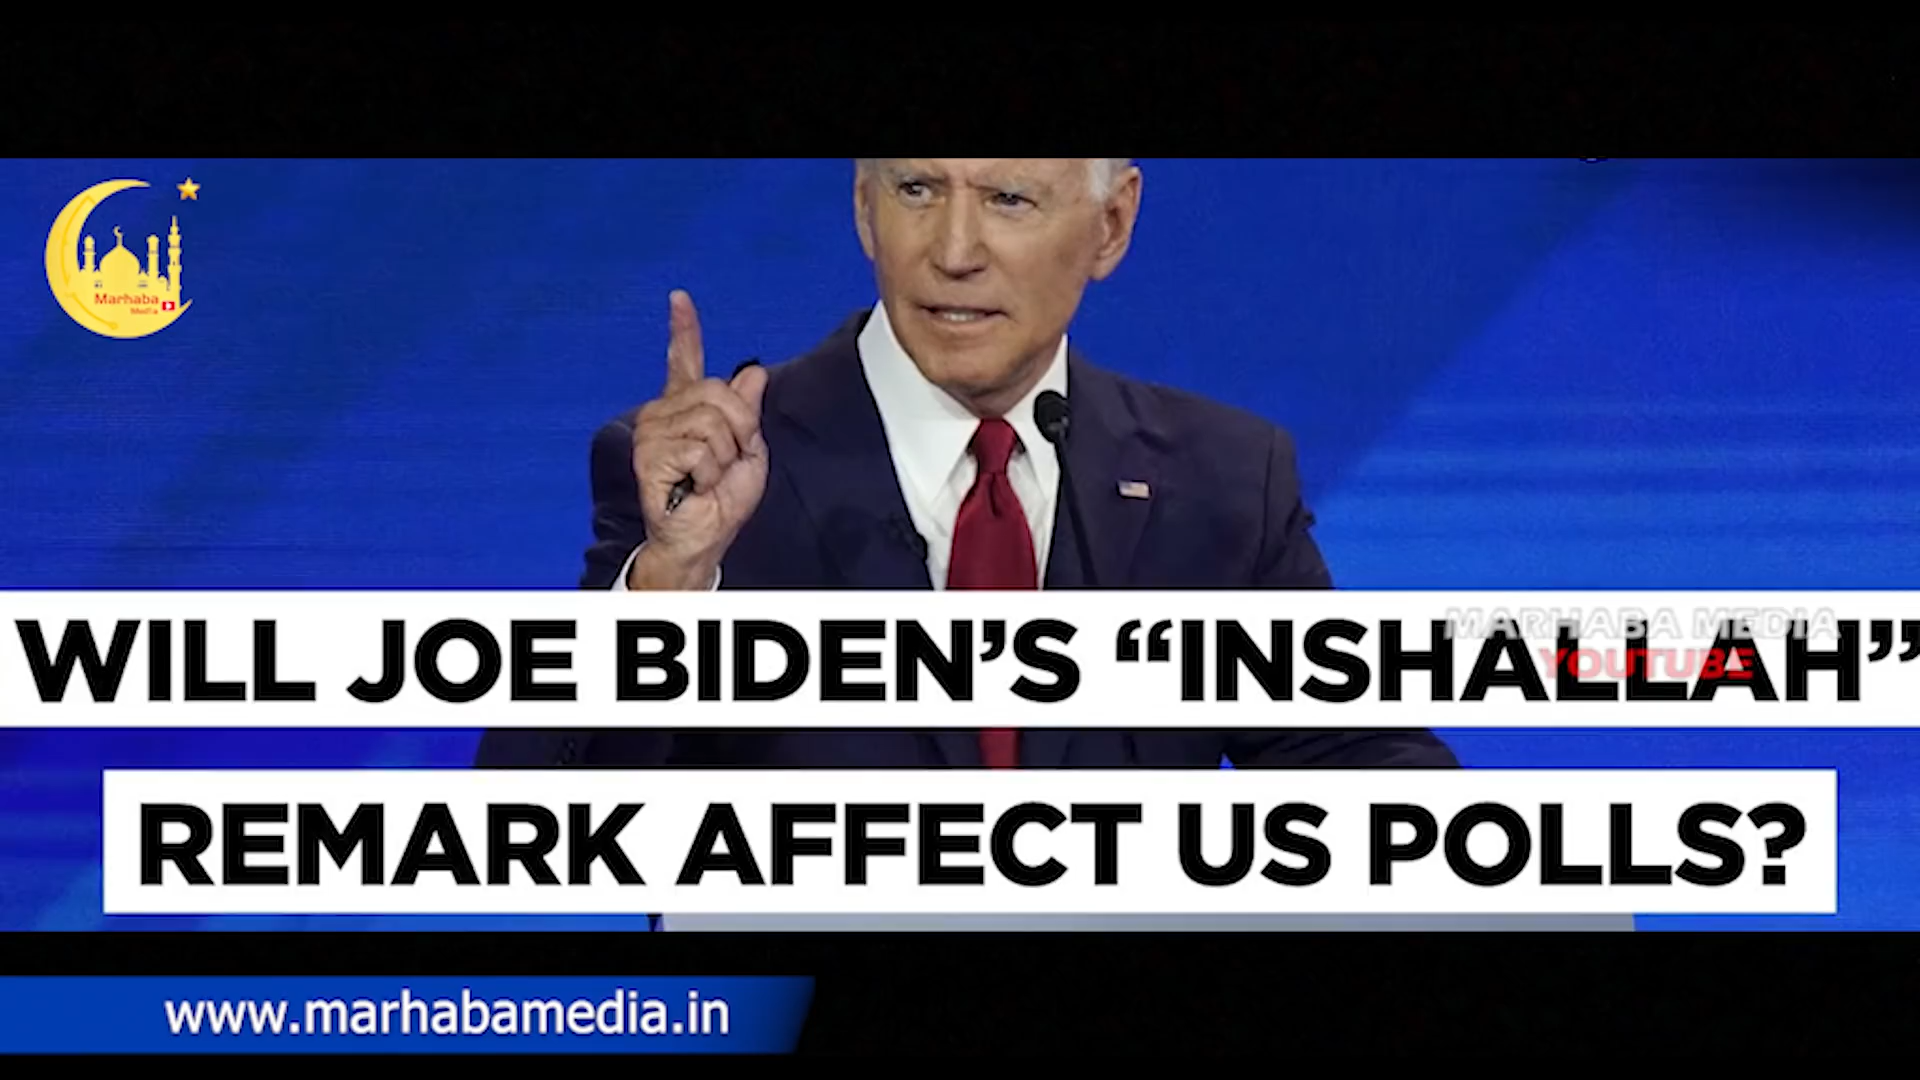 Marhaba
Media
WILL JOE BIDEN’S “INSHALLAH”
MARHABA MEDIA
YOUTUBE
REMARK AFFECT US POLLS?
www.marhabamedia.in